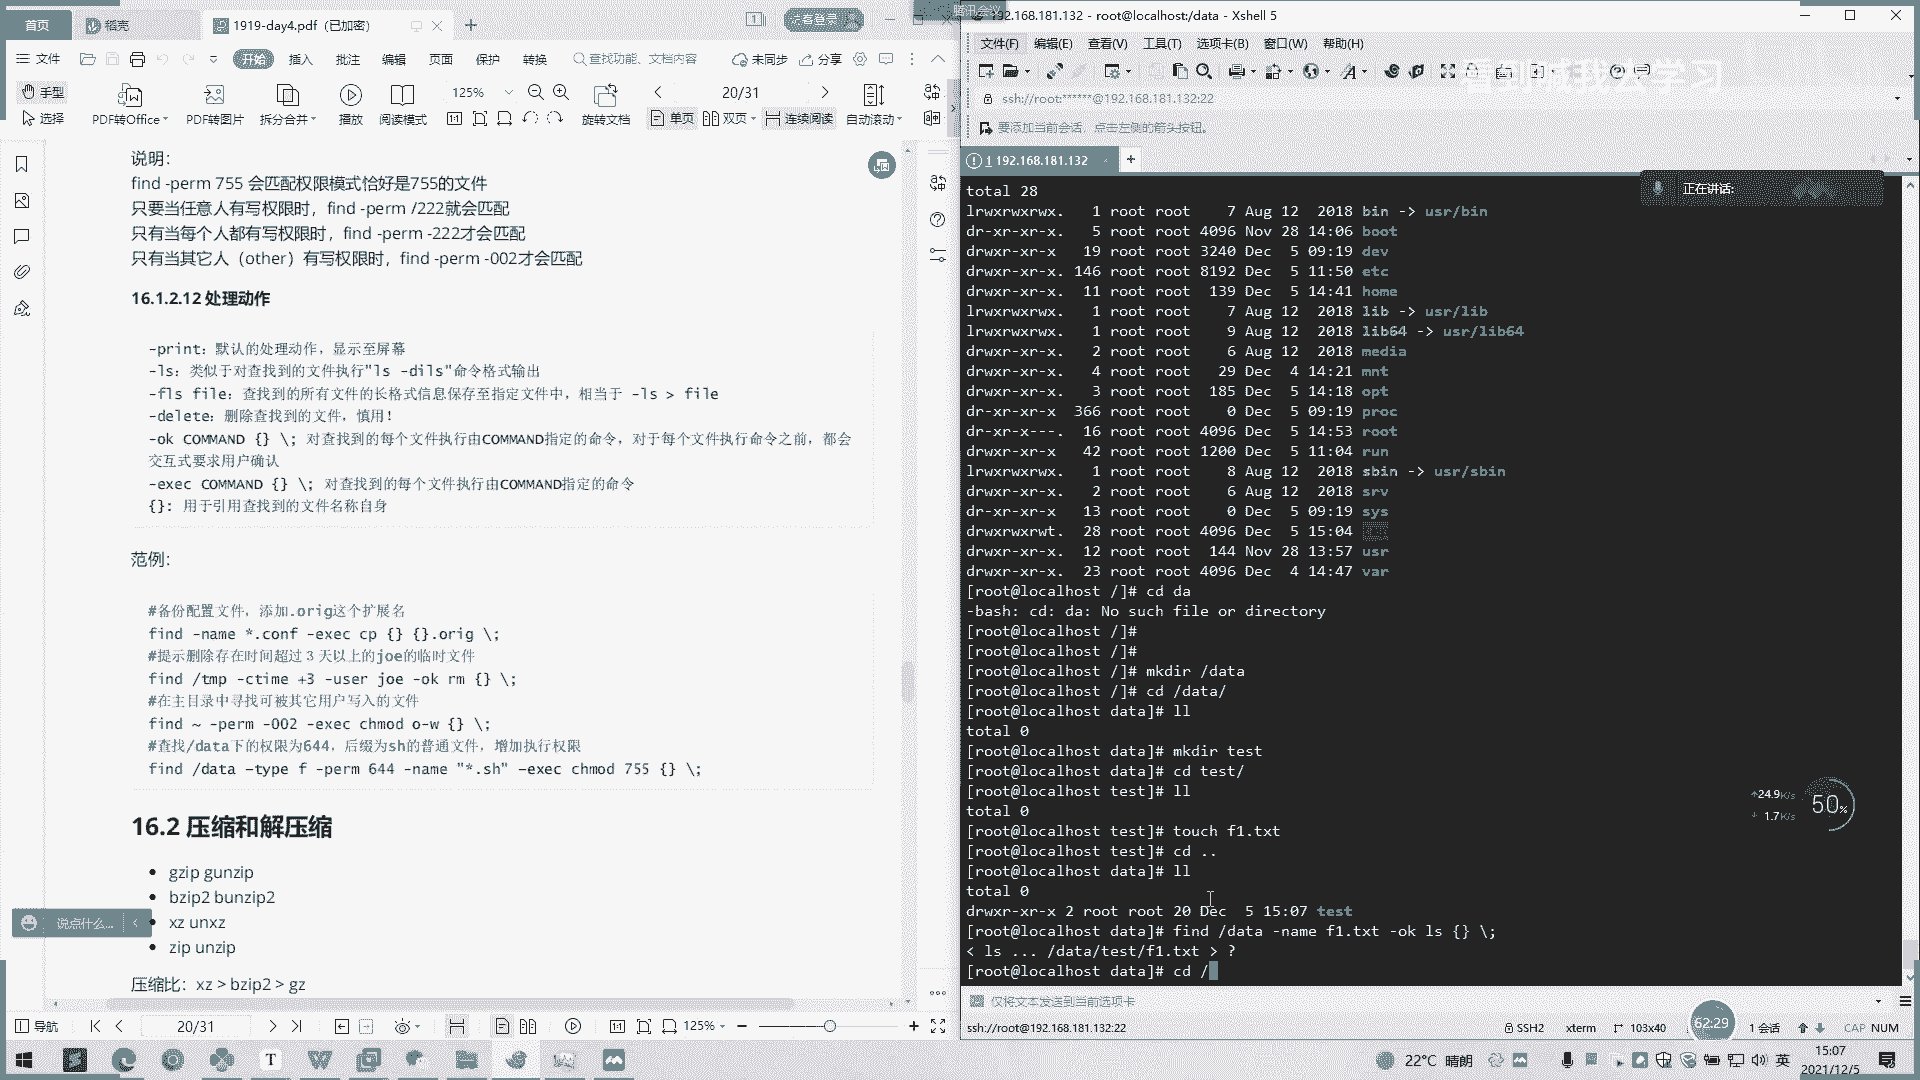 首页
稻壳
1919-day4.pdf（已加密）
文件
开始
插入
批注
编辑
页面
保护
转换
查找功能、文档内容
未同步
分享
手型
选择
PDF转Office
PDF转图片
拆分合并
播放
阅读模式
125%
旋转文档
20/31
单页
双页
连续阅读
自动滚动
说明:
find -perm 755 会匹配权限模式恰好是755的文件
只要当任意人有写权限时，find -perm /222就会匹配
只有当每个人都有写权限时，find -perm -222才会匹配
只有当其它人（other）有写权限时，find -perm -002才会匹配
16.1.2.12 处理动作
-print：默认的处理动作，显示至屏幕
-ls：类似于对查找到的文件执行"ls -dils"命令格式输出
-fls file：查找到的所有文件的长格式信息保存至指定文件中，相当于 -ls > file
-delete：删除查找到的文件，慎用！
-ok COMMAND {} \; 对查找到的每个文件执行由COMMAND指定的命令，对于每个文件执行命令之前，都会
交互式要求用户确认
-exec COMMAND {} \; 对查找到的每个文件执行由COMMAND指定的命令
{}: 用于引用查找到的文件名称自身
范例:
#备份配置文件，添加.orig这个扩展名
find -name *.conf -exec cp {} {}.orig \;
#提示删除存在时间超过３天以上的joe的临时文件
find /tmp -ctime +3 -user joe -ok rm {} \;
#在主目录中寻找可被其它用户写入的文件
find ~ -perm -002 -exec chmod o-w {} \;
#查找/data下的权限为644，后缀为sh的普通文件，增加执行权限
find /data -type f -perm 644 -name "*.sh" -exec chmod 755 {} \;
16.2 压缩和解压缩
gzip gunzip
bzip2 bunzip2
xz unxz
zip unzip
压缩比：xz > bzip2 > gz
说点什么...
导航
20/31
125%
腾讯会议
192.168.181.132 - root@localhost:/data - Xshell 5
文件(F)
编辑(E)
查看(V)
工具(T)
选项卡(B)
窗口(W)
帮助(H)
ssh://root:******@192.168.181.132:22
要添加当前会话，点击左侧的箭头按钮。
1 192.168.181.132
正在讲话:
total 28
lrwxrwxrwx.   1 root root    7 Aug 12  2018 bin -> usr/bin
dr-xr-xr-x.   5 root root 4096 Nov 28 14:06 boot
drwxr-xr-x   19 root root 3240 Dec  5 09:19 dev
drwxr-xr-x. 146 root root 8192 Dec  5 11:50 etc
drwxr-xr-x.  11 root root  139 Dec  5 14:41 home
lrwxrwxrwx.   1 root root    7 Aug 12  2018 lib -> usr/lib
lrwxrwxrwx.   1 root root    9 Aug 12  2018 lib64 -> usr/lib64
drwxr-xr-x.   2 root root    6 Aug 12  2018 media
drwxr-xr-x.   4 root root   29 Dec  4 14:21 mnt
drwxr-xr-x.   3 root root  185 Dec  5 14:18 opt
dr-xr-xr-x  366 root root    0 Dec  5 09:19 proc
dr-xr-x---.  16 root root 4096 Dec  5 14:53 root
drwxr-xr-x   42 root root 1200 Dec  5 11:04 run
lrwxrwxrwx.   1 root root    8 Aug 12  2018 sbin -> usr/sbin
drwxr-xr-x.   2 root root    6 Aug 12  2018 srv
dr-xr-xr-x   13 root root    0 Dec  5 09:19 sys
drwxrwxrwt.  28 root root 4096 Dec  5 15:04
drwxr-xr-x.  12 root root  144 Nov 28 13:57 usr
drwxr-xr-x.  23 root root 4096 Dec  4 14:47 var
[root@localhost /]# cd da
-bash: cd: da: No such file or directory
[root@localhost /]#
[root@localhost /]#
[root@localhost /]# mkdir /data
[root@localhost /]# cd /data/
[root@localhost data]# ll
total 0
[root@localhost data]# mkdir test
[root@localhost data]# cd test/
[root@localhost test]# ll
total 0
[root@localhost test]# touch f1.txt
[root@localhost test]# cd ..
[root@localhost data]# ll
total 0
drwxr-xr-x 2 root root 20 Dec  5 15:07 test
[root@localhost data]# find /data -name f1.txt -ok ls {} \;
< ls ... /data/test/f1.txt > ?
[root@localhost data]# cd /
24.9K/s
1.7K/s
50%
仅将文本发送到当前选项卡
ssh://root@192.168.181.132:22
SSH2
xterm
103x40
62:29
1 会话
CAP NUM
22°C 晴朗
英
15:07
2021/12/5